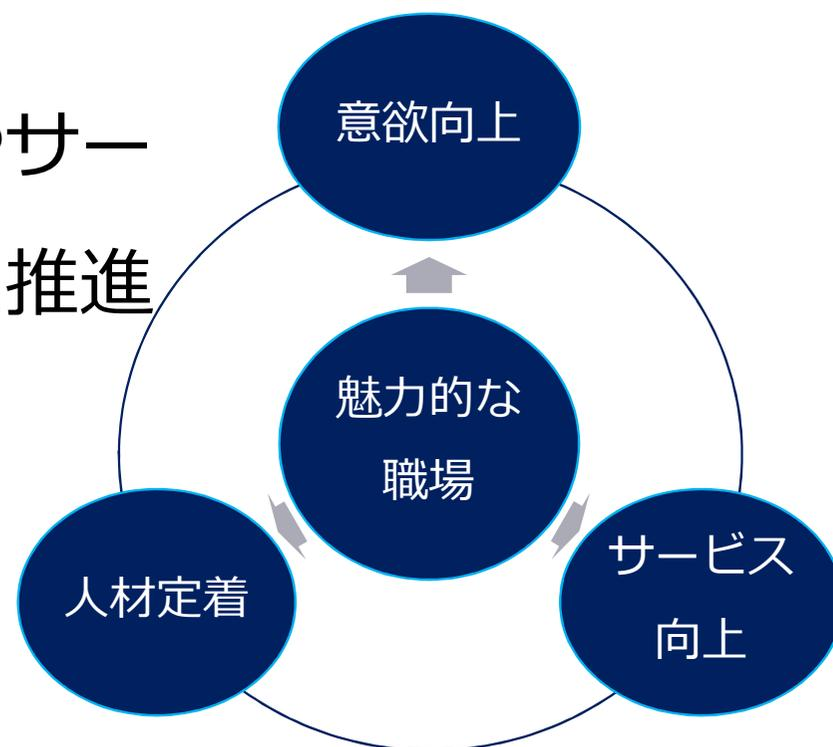 サー
推進
意欲向上
魅力的な
職場
人材定着
サービス
向上